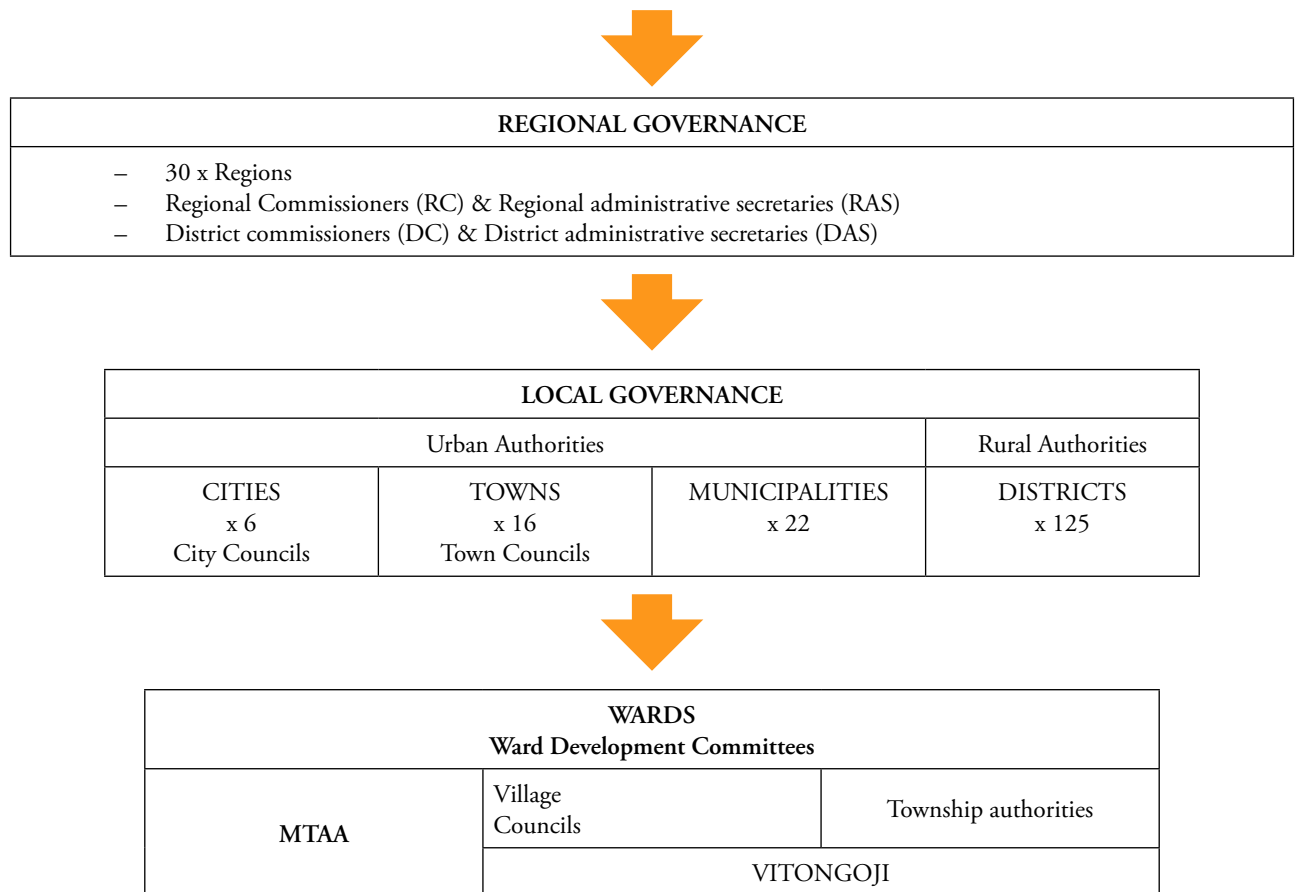 REGIONAL GOVERNANCE
– 30 x Regions
– Regional Commissioners (RC) & Regional administrative secretaries (RAS)
– District commissioners (DC) & District administrative secretaries (DAS)
LOCAL GOVERNANCE
Urban Authorities
Rural Authorities
CITIES
x 6
City Councils
TOWNS
x 16
Town Councils
MUNICIPALITIES
x 22
DISTRICTS
x 125
WARDS
Ward Development Committees
MTAA
Village
Councils
Township authorities
VITONGOJI